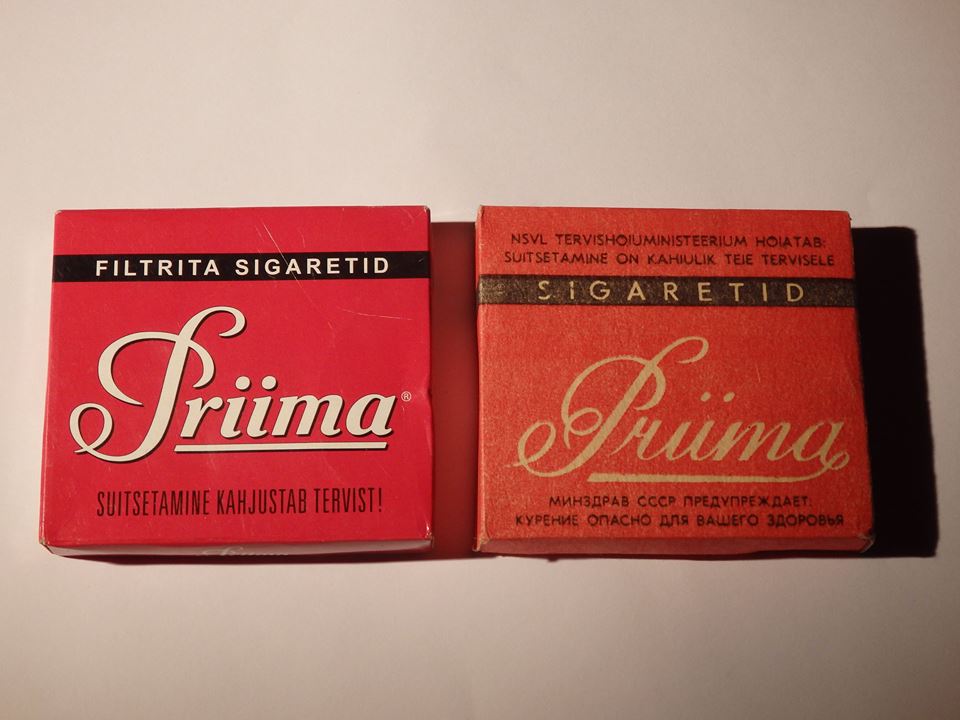 FILTRITA SIGARETID
Priima®
SUITSETAMINE KAHJUSTAB TERVIST!
NSVL TERVISHOIUMINISTEERIUM HOIATAB:
SUITSETAMINE ON KAHJULIK TEIE TERVISELE
SIGARETID
Priima
МИНЗДРАВ СССР ПРЕДУПРЕЖДАЕТ:
КУРЕНИЕ ОПАСНО ДЛЯ ВАШЕГО ЗДОРОВЬЯ